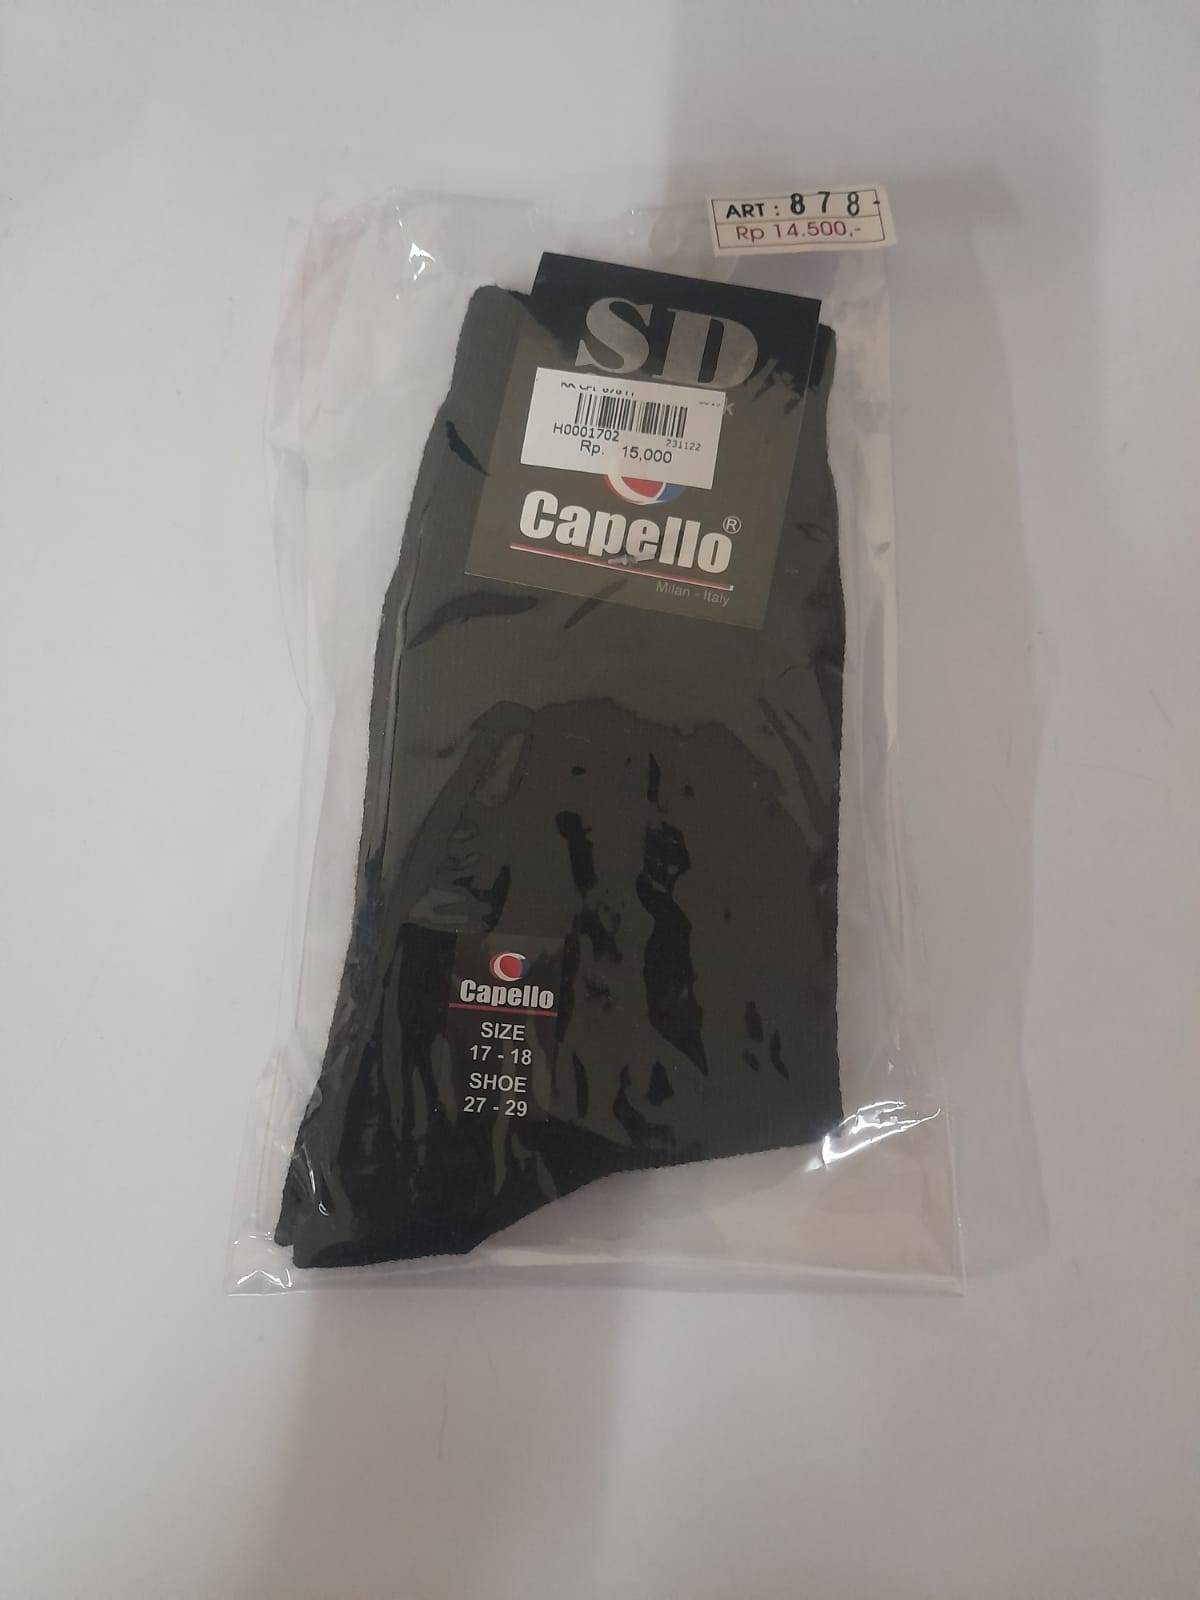 ART : 878-
Rp 14.500,-
SD
H0001702
231122
Rp. 15,000
Capello®
Milan - Italy
Capello
SIZE
17 - 18
SHOE
27 - 29